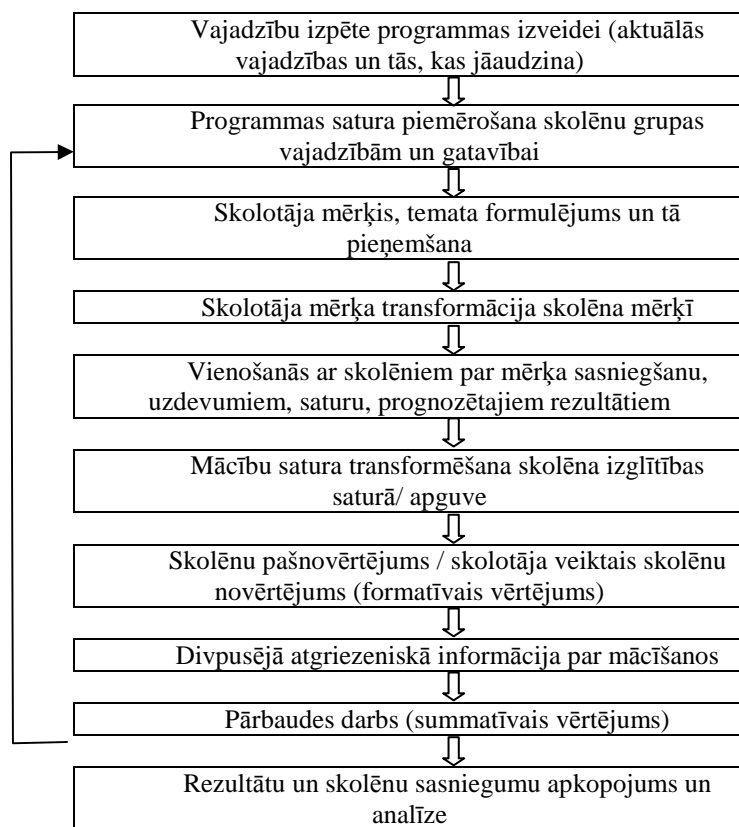 Vajadzību izpēte programmas izveidei (aktuālās
vajadzības un tās, kas jāaudzina)
Programmas satura piemērošana skolēnu grupas
vajadzībām un gatavībai
Skolotāja mērķis, temata formulējums un tā
pieņemšana
Skolotāja mērķa transformācija skolēna mērķī
Vienošanās ar skolēniem par mērķa sasniegšanu,
uzdevumiem, saturu, prognozētajiem rezultātiem
Mācību satura transformēšana skolēna izglītības
saturā/ apguve
Skolēnu pašnovērtējums / skolotāja veiktais skolēnu
novērtējums (formatīvais vērtējums)
Divpusējā atgriezeniskā informācija par mācīšanos
Pārbaudes darbs (summatīvais vērtējums)
Rezultātu un skolēnu sasniegumu apkopojums un
analīze